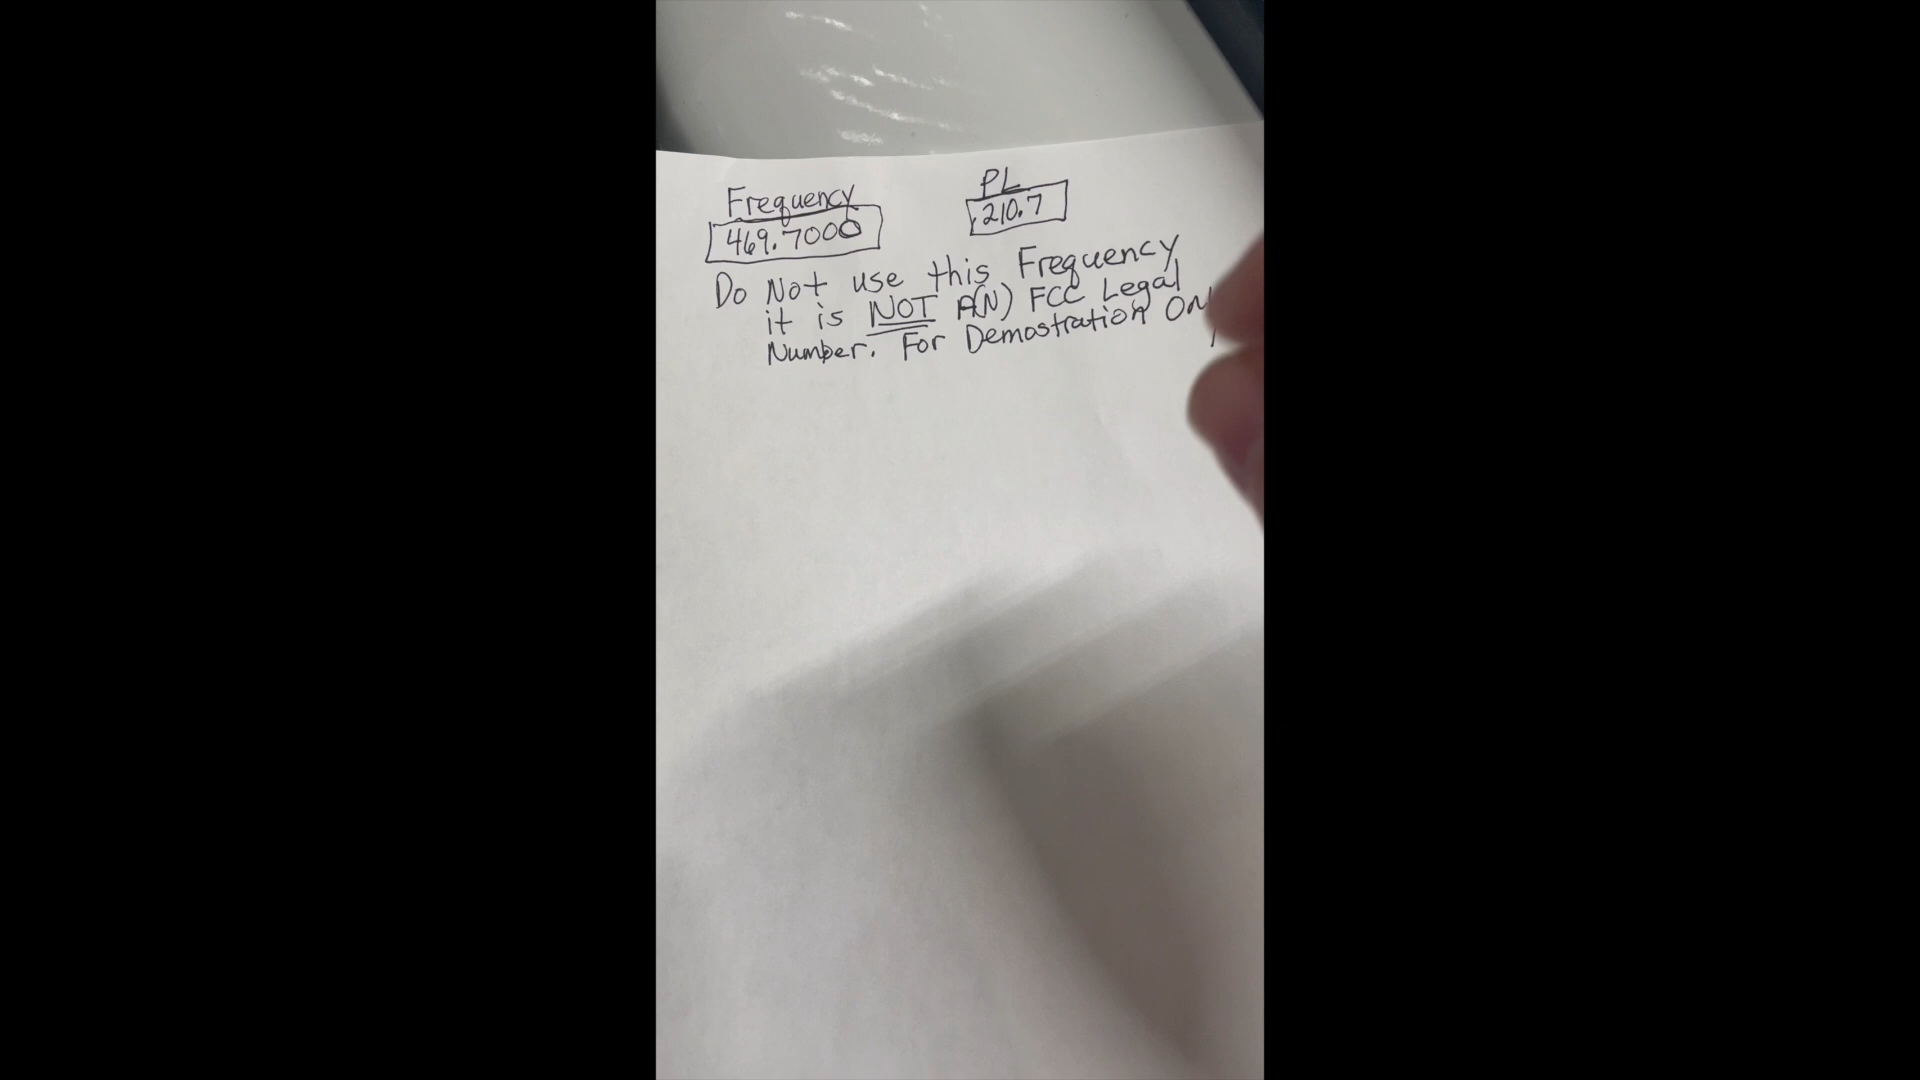 Frequency PL
469.7000 210.7
Do Not use this Frequency
it is NOT A(N) FCC Legal
Number. For Demostration